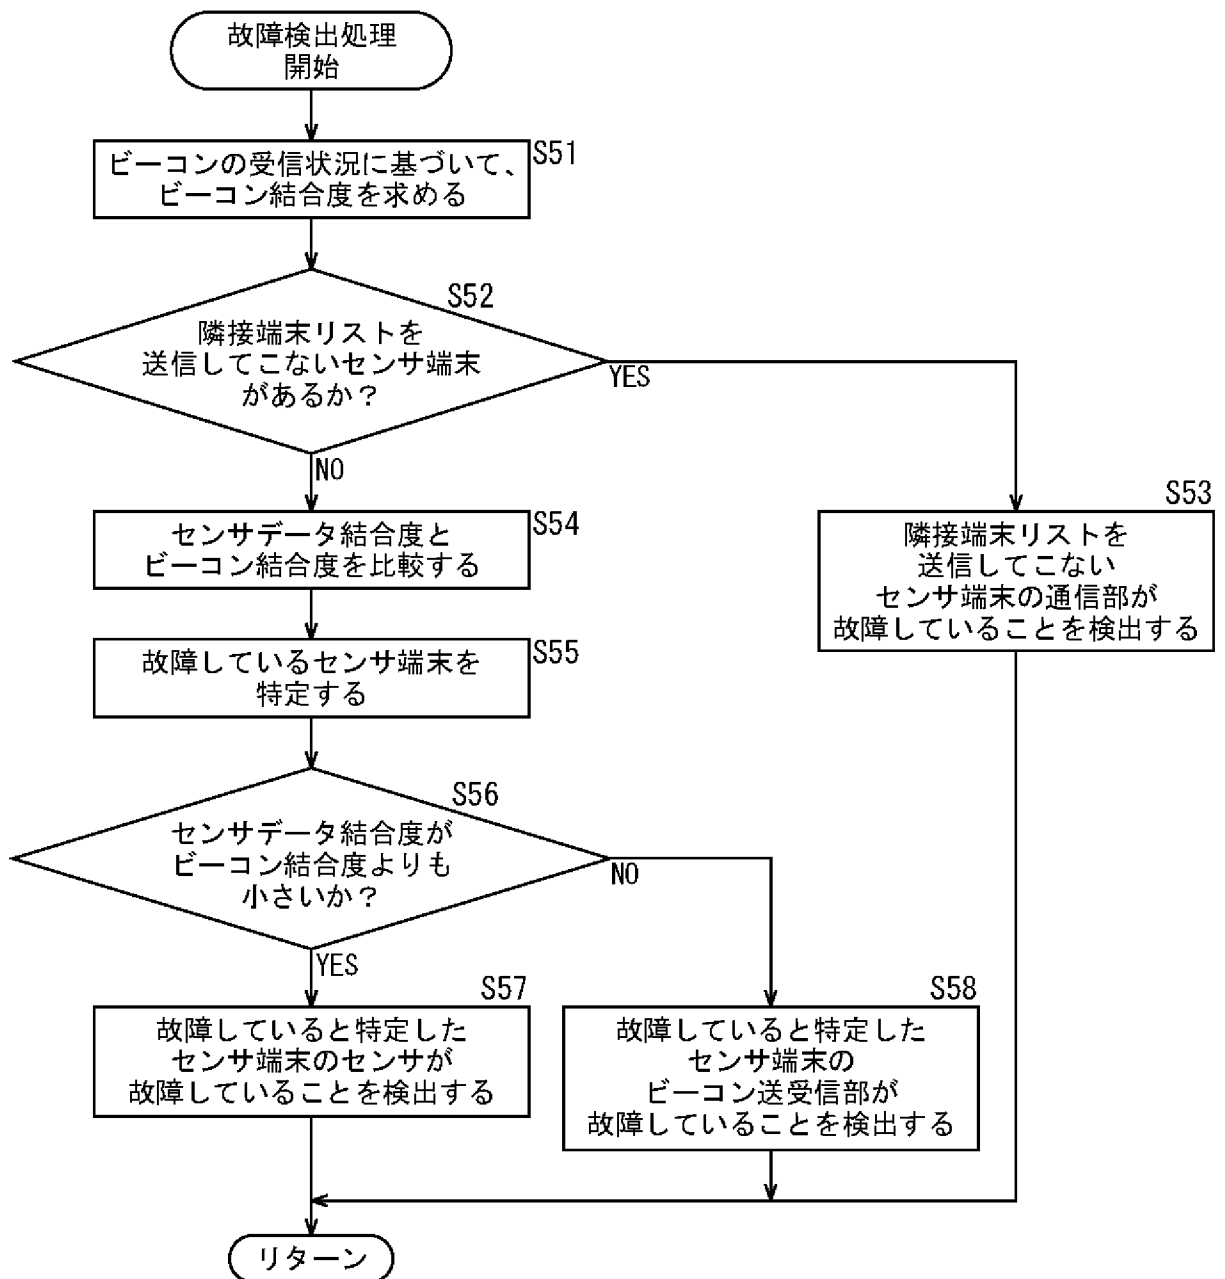 故障検出処理
開始
S51
ビーコンの受信状況に基づいて、
ビーコン結合度を求める
S52
隣接端末リストを
送信してこないセンサ端末
があるか？
YES
NO
S53
隣接端末リストを
送信してこない
センサ端末の通信部が
故障していることを検出する
S54
センサデータ結合度と
ビーコン結合度を比較する
S55
故障しているセンサ端末を
特定する
S56
センサデータ結合度が
ビーコン結合度よりも
小さいか？
NO
YES
S57
故障していると特定した
センサ端末のセンサが
故障していることを検出する
S58
故障していると特定した
センサ端末の
ビーコン送受信部が
故障していることを検出する
リターン